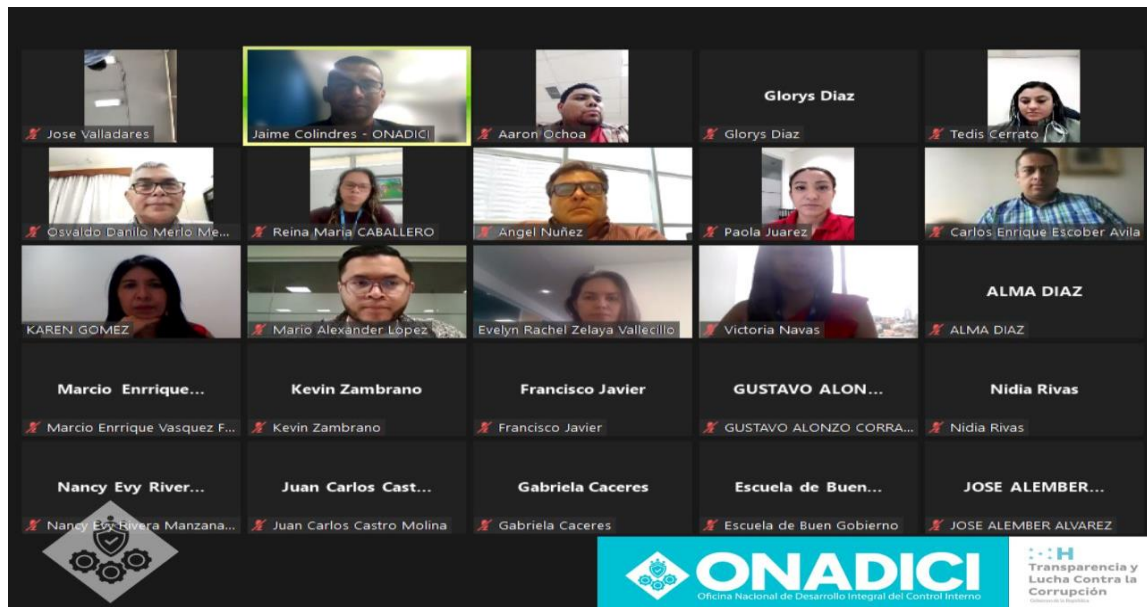 Jose Valladares
Jaime Colindres - ONADICI
Aaron Ochoa
Glorys Diaz
Glorys Diaz
Tedis Cerrato
Osvaldo Danilo Merlo Me...
Reina Maria CABALLERO
Angel Nuñez
Paola Juarez
Carlos Enrique Escober Avila
KAREN GOMEZ
Mario Alexander Lopez
Evelyn Rachel Zelaya Vallecillo
Victoria Navas
ALMA DIAZ
ALMA DIAZ
Marcio Enrrique...
Kevin Zambrano
Francisco Javier
GUSTAVO ALON...
Nidia Rivas
Marcio Enrrique Vasquez F...
Kevin Zambrano
Francisco Javier
GUSTAVO ALONZO CORRA...
Nidia Rivas
Nancy Evy River...
Juan Carlos Cast...
Gabriela Caceres
Escuela de Buen...
JOSE ALEMBER...
Nancy Evy Rivera Manzana...
Juan Carlos Castro Molina
Gabriela Caceres
Escuela de Buen Gobierno
JOSE ALEMBER ALVAREZ
ONADICI
Oficina Nacional de Desarrollo Integral del Control Interno
H
Transparencia y
Lucha Contra la
Corrupción
Gobierno de la República